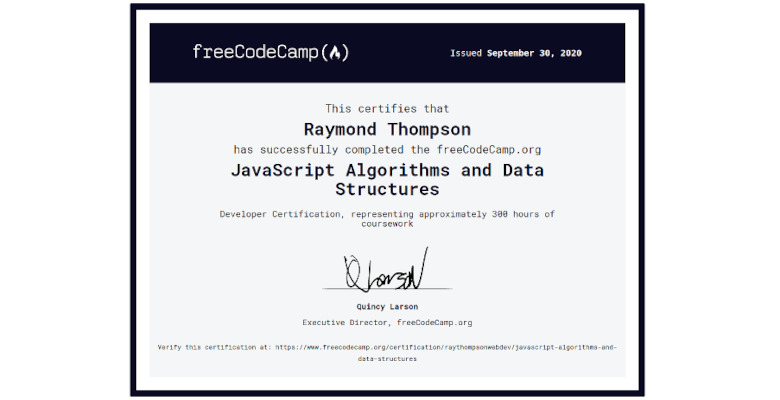 freeCodeCamp(🔥)
Issued September 30, 2020
This certifies that
Raymond Thompson
has successfully completed the freeCodeCamp.org
JavaScript Algorithms and Data
Structures
Developer Certification, representing approximately 300 hours of
coursework
QLarson
Quincy Larson
Executive Director, freeCodeCamp.org
Verify this certification at: https://www.freecodecamp.org/certification/raythompsonwebdev/javascript-algorithms-and-
data-structures